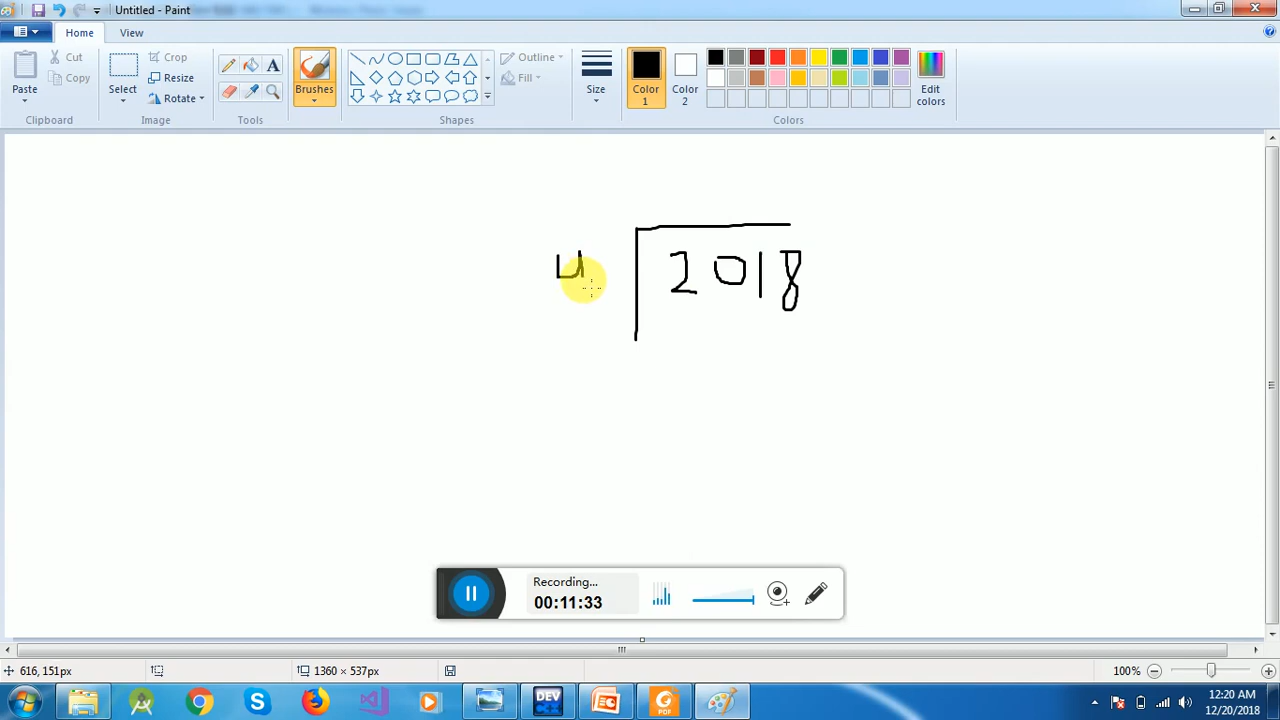 Untitled - Paint
Home
View
Paste
Cut
Copy
Clipboard
Select
Crop
Resize
Rotate
Image
Tools
Brushes
Outline
Fill
Shapes
Size
Color 1
Color 2
Edit colors
Colors
4 2018
Recording...
00:11:33
616, 151px
1360 × 537px
100%
DEV C++
PDF
12:20 AM
12/20/2018